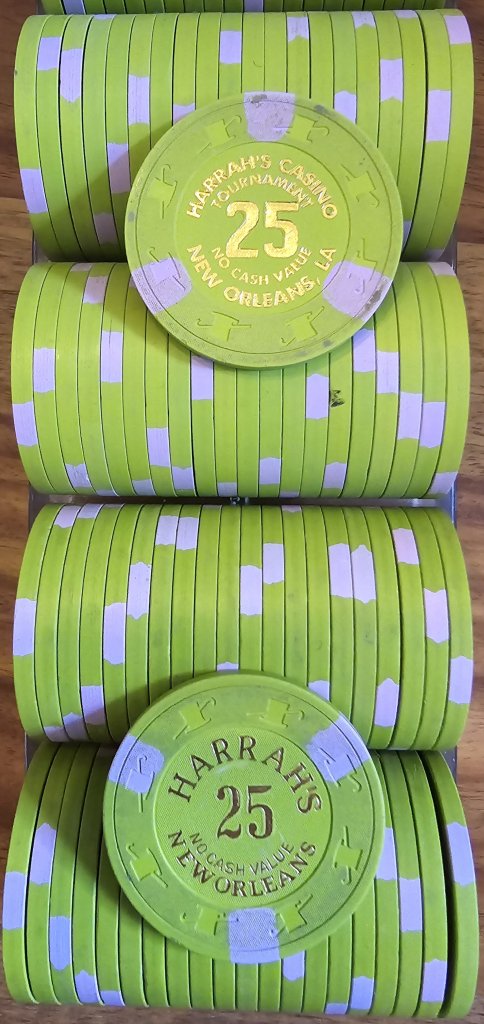 HARRAH'S CASINO
TOURNAMENT
25
NO CASH VALUE
NEW ORLEANS, LA
HARRAH'S
25
NO CASH VALUE
NEW ORLEANS